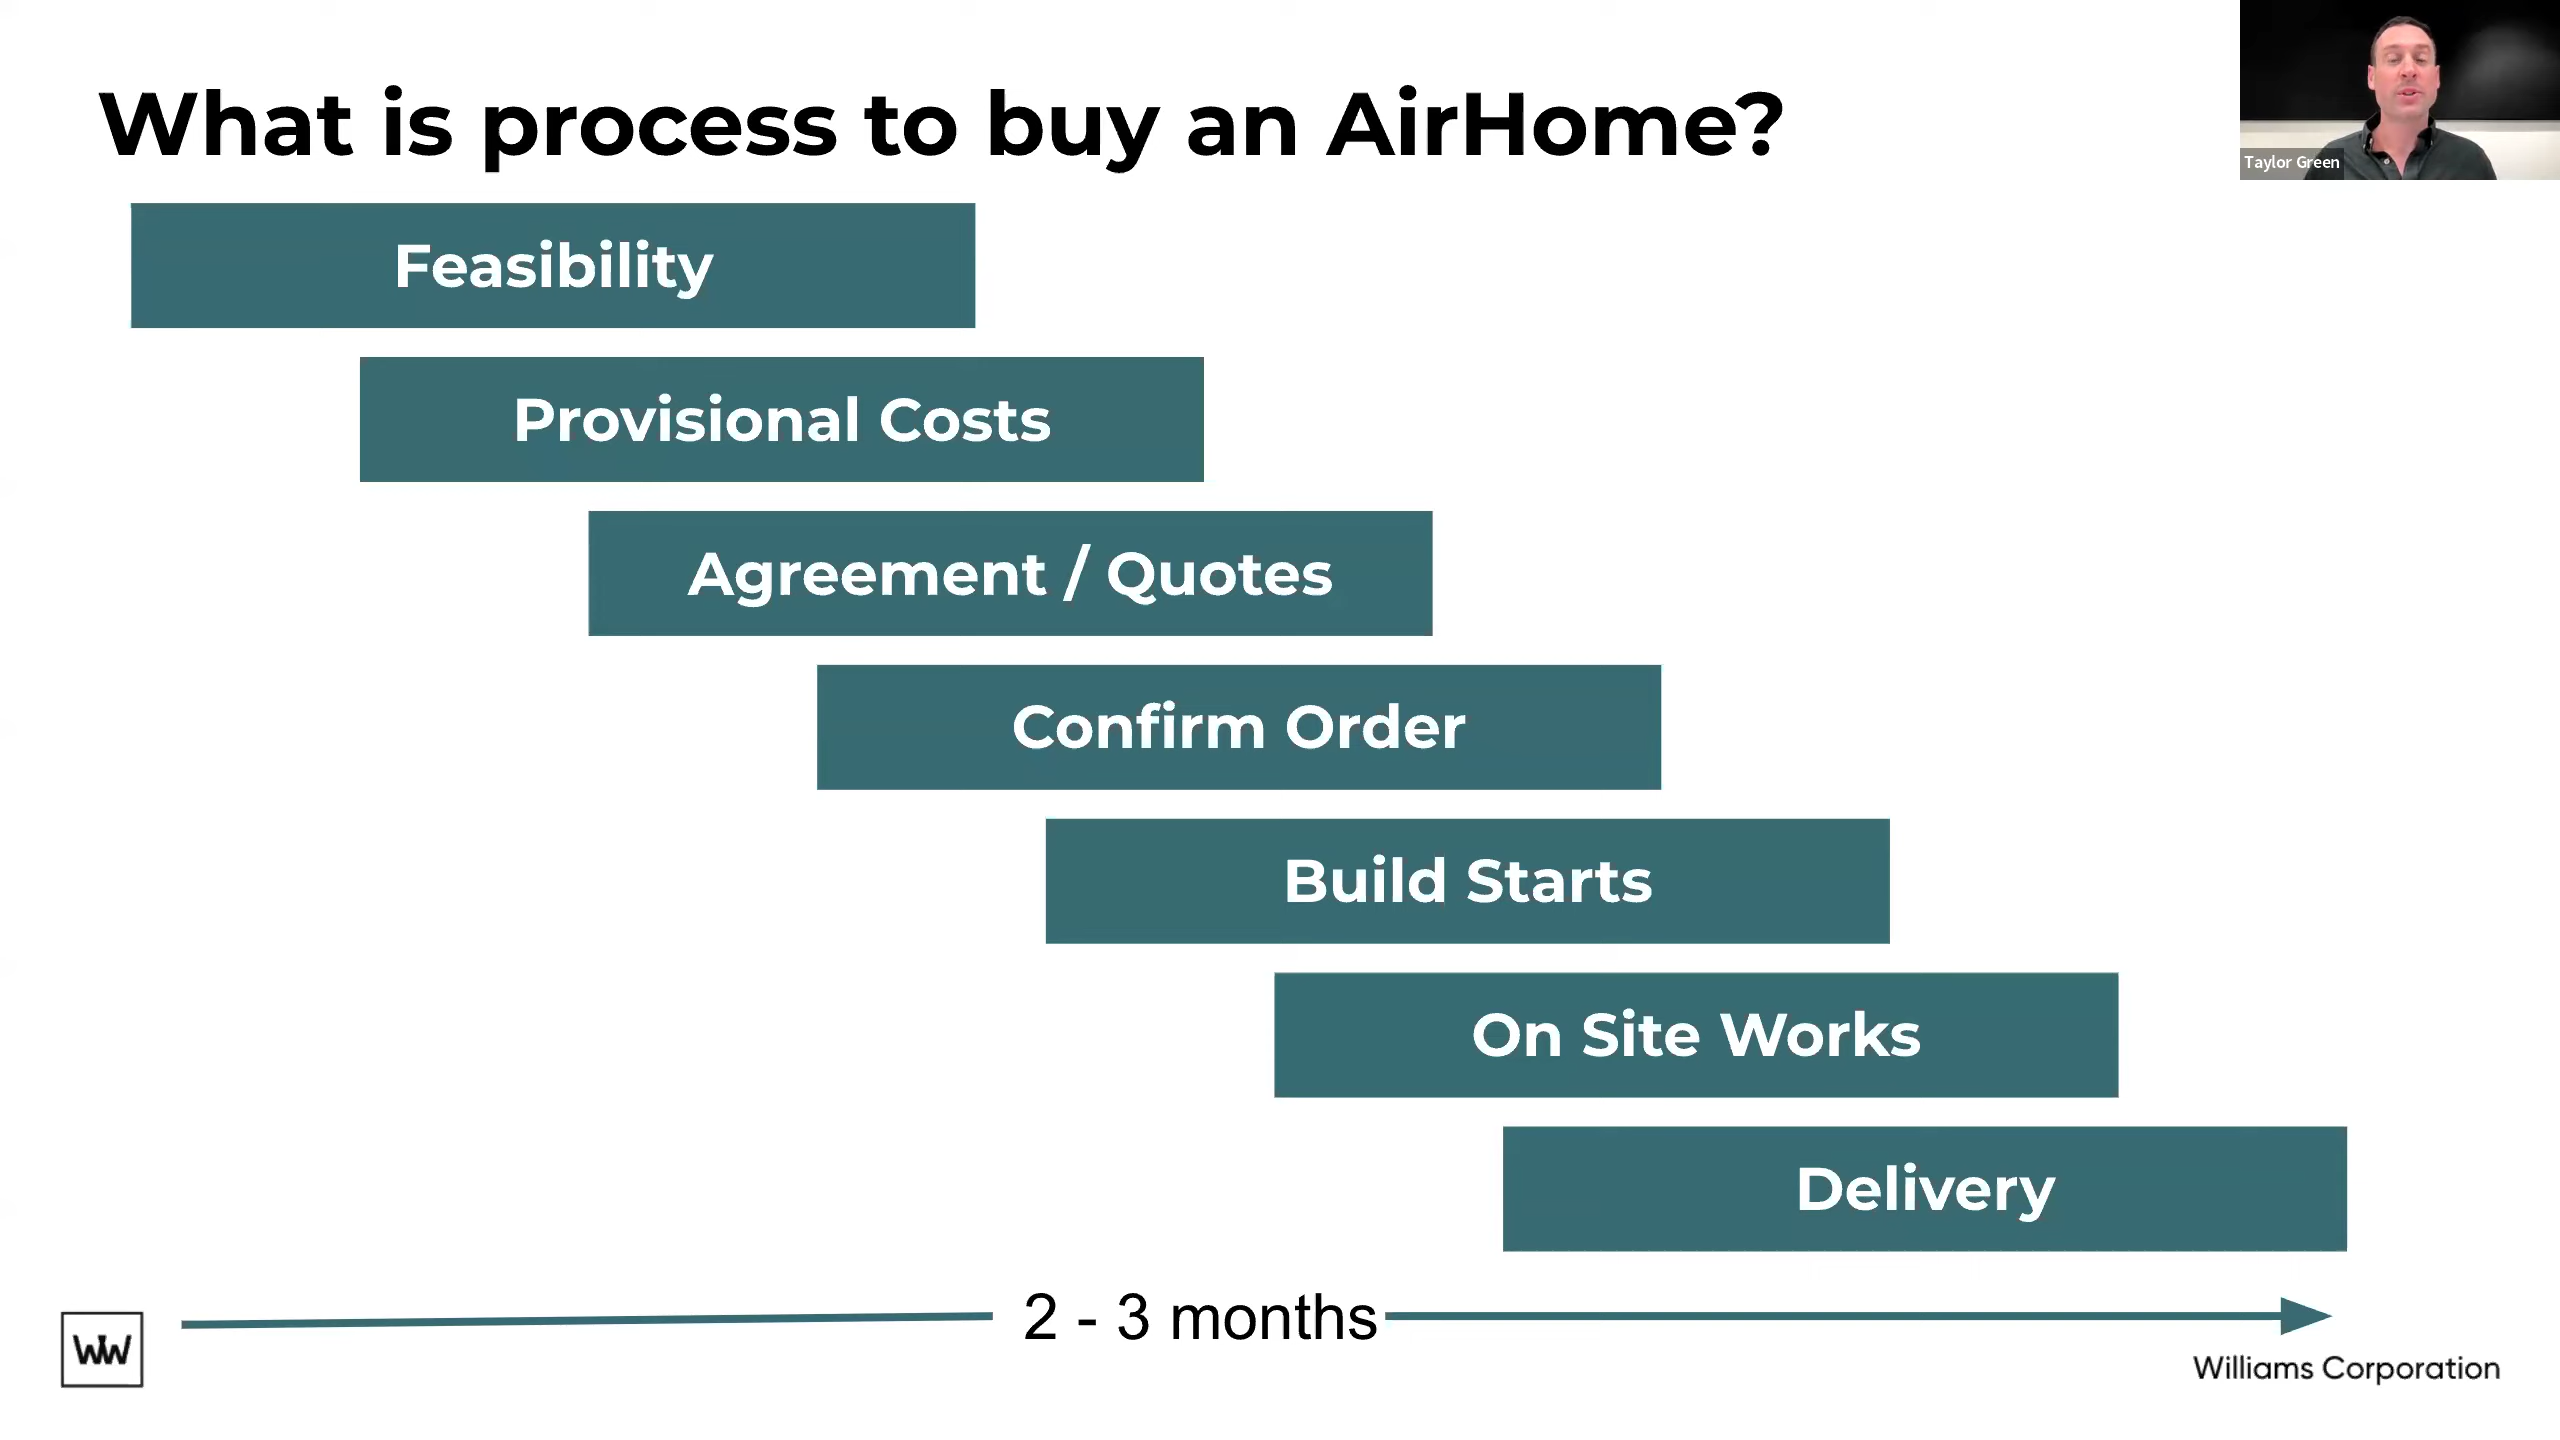 What is process to buy an AirHome?
Taylor Green
Feasibility
Provisional Costs
Agreement / Quotes
Confirm Order
Build Starts
On Site Works
Delivery
2 - 3 months
WW
Williams Corporation